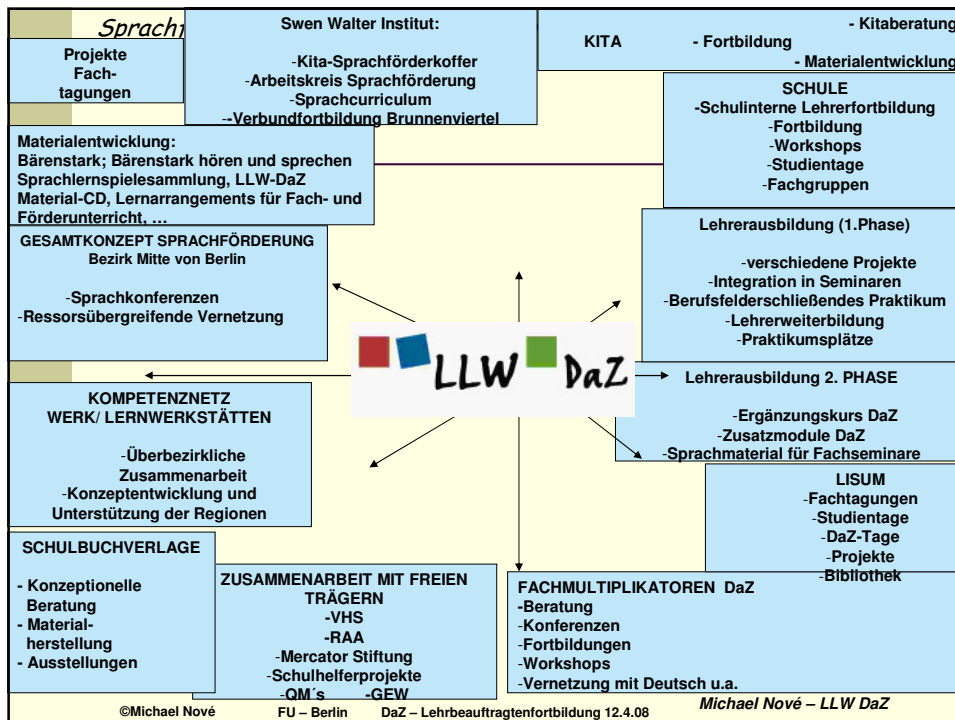 Swen Walter Institut:
-Kita-Sprachförderkoffer
-Arbeitskreis Sprachförderung
-Sprachcurriculum
--Verbundfortbildung Brunnenviertel
- Kitaberatung
KITA - Fortbildung
- Materialentwicklung
Projekte
Fach-
tagungen
SCHULE
-Schulinterne Lehrerfortbildung
-Fortbildung
-Workshops
-Studientage
-Fachgruppen
Materialentwicklung:
Bärenstark; Bärenstark hören und sprechen
Sprachlernspielesammlung, LLW-DaZ
Material-CD, Lernarrangements für Fach- und
Förderunterricht, …
GESAMTKONZEPT SPRACHFÖRDERUNG
Bezirk Mitte von Berlin
-Sprachkonferenzen
-Ressorsübergreifende Vernetzung
Lehrerausbildung (1.Phase)
-verschiedene Projekte
-Integration in Seminaren
-Berufsfelderschließendes Praktikum
-Lehrerweiterbildung
-Praktikumsplätze
LLW DaZ
Lehrerausbildung 2. PHASE
-Ergänzungskurs DaZ
-Zusatzmodule DaZ
-Sprachmaterial für Fachseminare
KOMPETENZNETZ
WERK/ LERNWERKSTÄTTEN
-Überbezirkliche
Zusammenarbeit
-Konzeptentwicklung und
Unterstützung der Regionen
LISUM
-Fachtagungen
-Studientage
-DaZ-Tage
-Projekte
-Bibliothek
SCHULBUCHVERLAGE
- Konzeptionelle
Beratung
- Material-
herstellung
- Ausstellungen
ZUSAMMENARBEIT MIT FREIEN
TRÄGERN
-VHS
-RAA
-Mercator Stiftung
-Schulhelferprojekte
-QM´s -GEW
FACHMULTIPLIKATOREN DaZ
-Beratung
-Konferenzen
-Fortbildungen
-Workshops
-Vernetzung mit Deutsch u.a.
©Michael Nové FU – Berlin DaZ – Lehrbeauftragtenfortbildung 12.4.08
Michael Nové – LLW DaZ